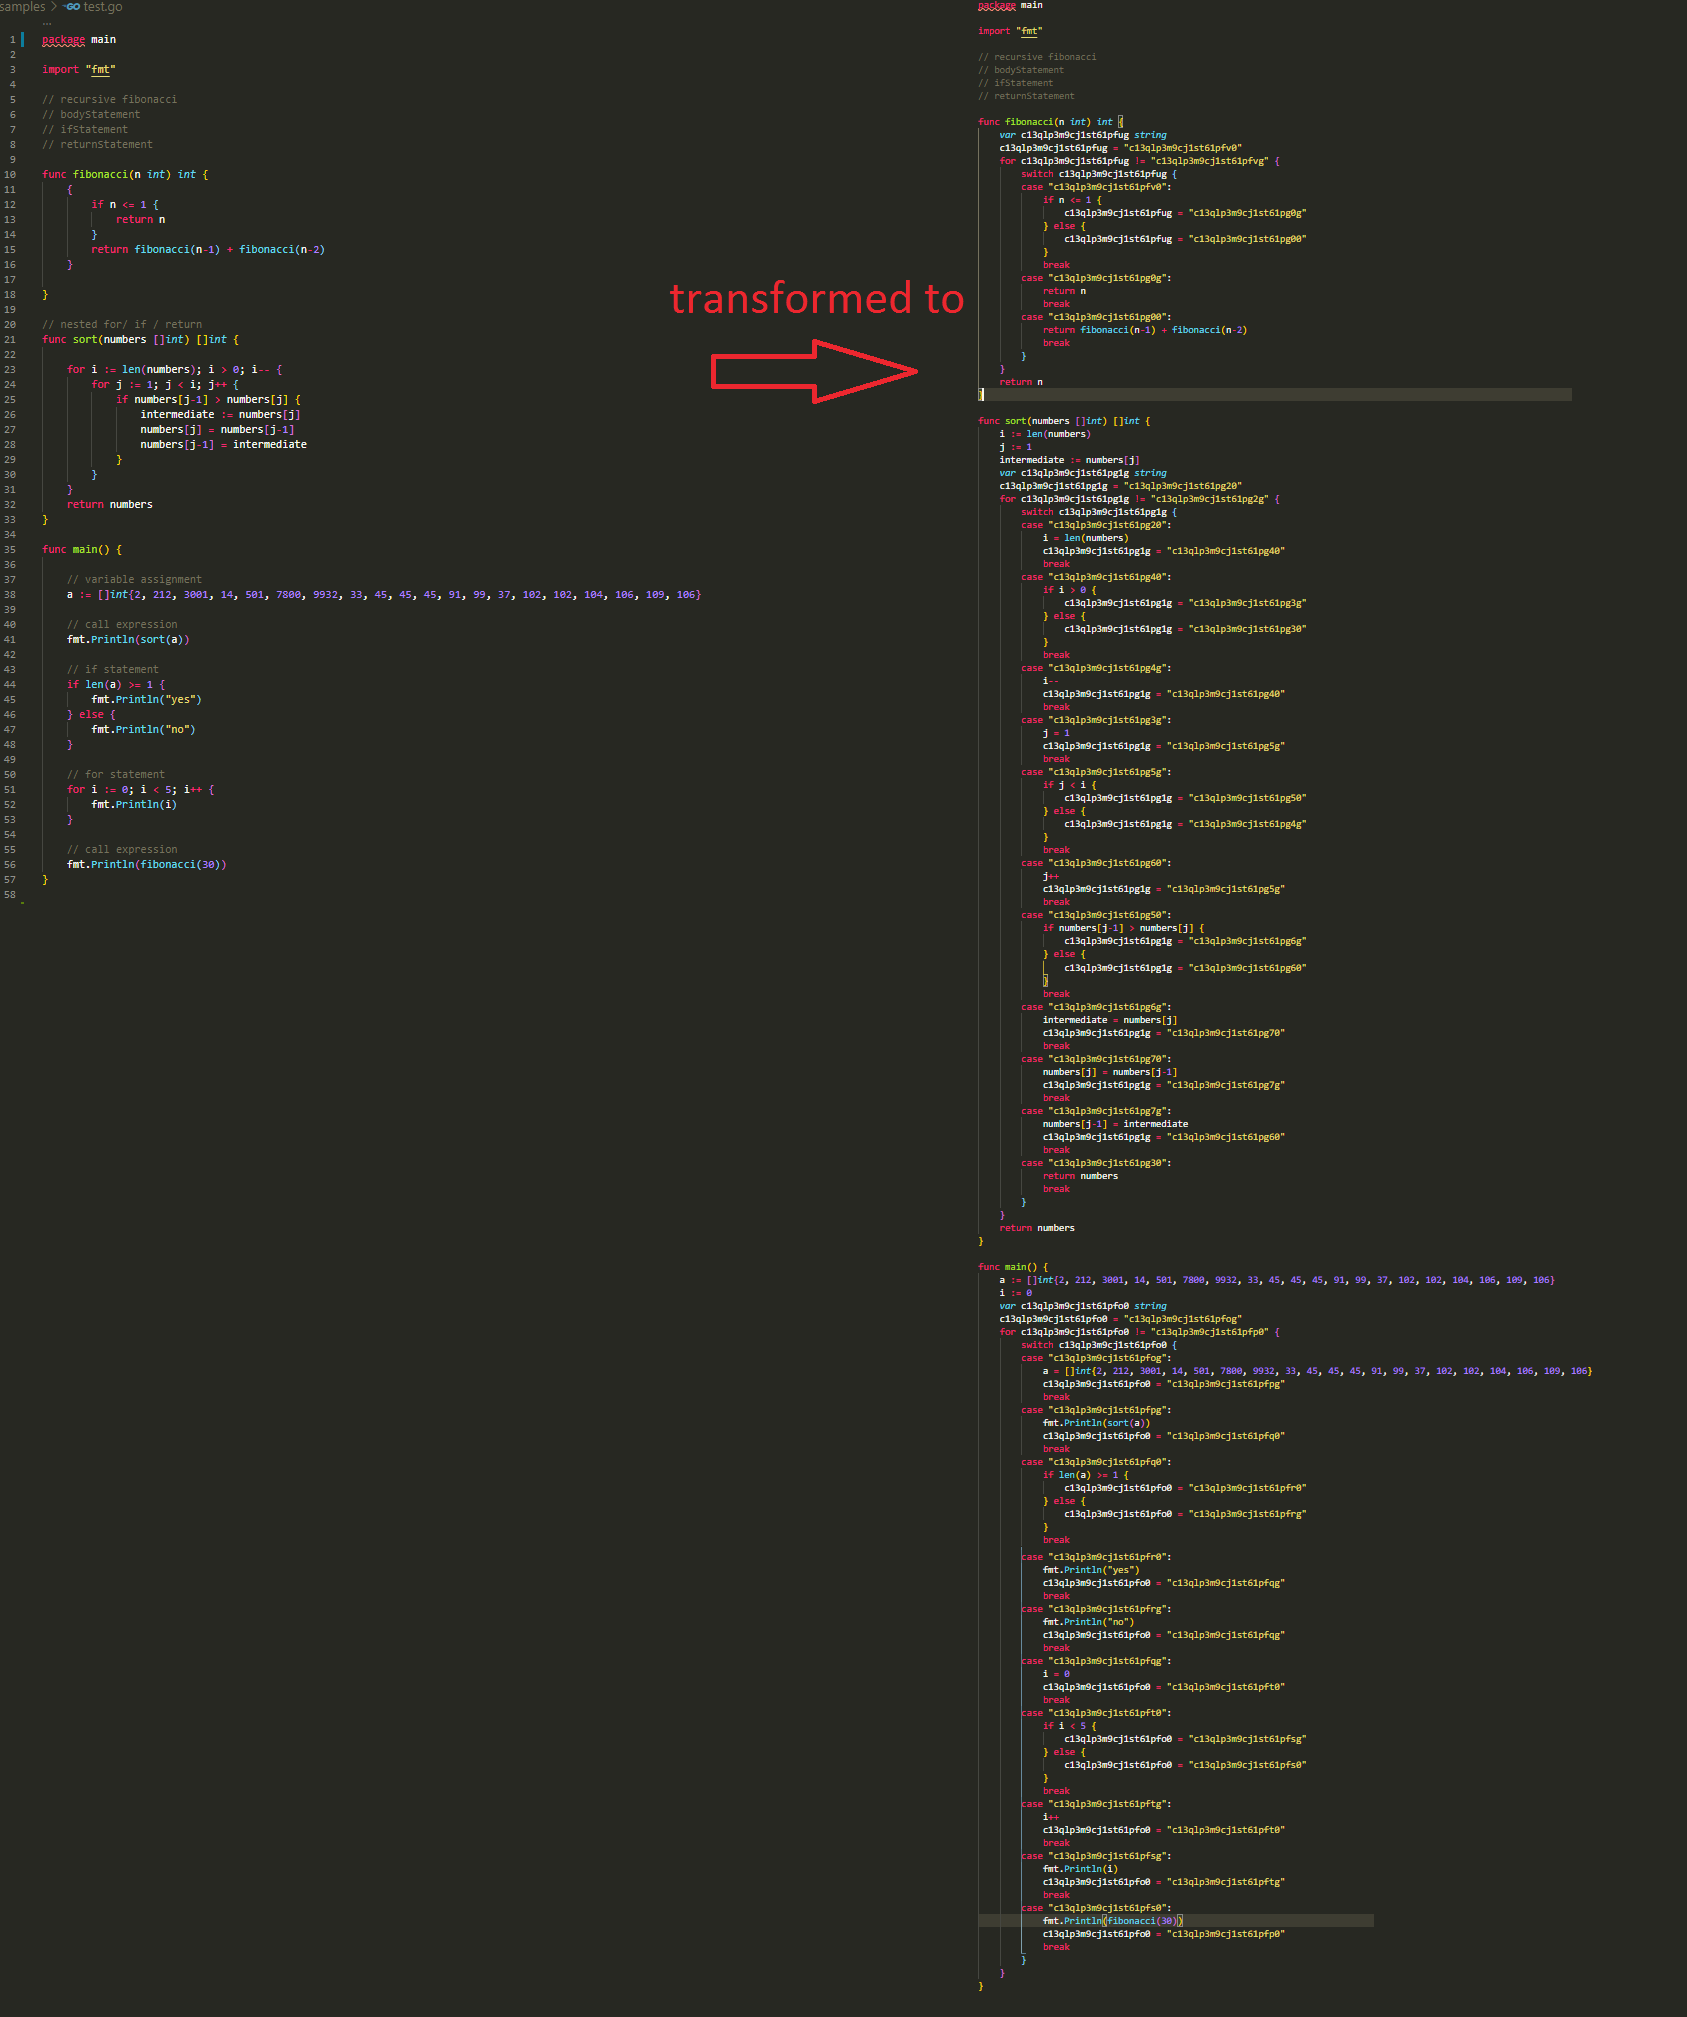 samples > GO test.go
...
1 package main
2
3 import "fmt"
4
5 // recursive fibonacci
6 // bodyStatement
7 // ifStatement
8 // returnStatement
9
10 func fibonacci(n int) int {
11 {
12 if n <= 1 {
13 return n
14 }
15 return fibonacci(n-1) + fibonacci(n-2)
16 }
17
18 }
19
20 // nested for/ if / return
21 func sort(numbers []int) []int {
22
23 for i := len(numbers); i > 0; i-- {
24 for j := 1; j < i; j++ {
25 if numbers[j-1] > numbers[j] {
26 intermediate := numbers[j]
27 numbers[j] = numbers[j-1]
28 numbers[j-1] = intermediate
29 }
30 }
31 }
32 return numbers
33 }
34
35 func main() {
36
37 // variable assignment
38 a := []int{2, 212, 3001, 14, 501, 7800, 9932, 33, 45, 45, 45, 91, 99, 37, 102, 102, 104, 106, 109, 106}
39
40 // call expression
41 fmt.Println(sort(a))
42
43 // if statement
44 if len(a) >= 1 {
45 fmt.Println("yes")
46 } else {
47 fmt.Println("no")
48 }
49
50 // for statement
51 for i := 0; i < 5; i++ {
52 fmt.Println(i)
53 }
54
55 // call expression
56 fmt.Println(fibonacci(30))
57 }
58
transformed to
package main
import "fmt"
// recursive fibonacci
// bodyStatement
// ifStatement
// returnStatement
func fibonacci(n int) int {
var c13qlp3m9cj1st61pfug string
c13qlp3m9cj1st61pfug = "c13qlp3m9cj1st61pfv0"
for c13qlp3m9cj1st61pfug != "c13qlp3m9cj1st61pfvg" {
switch c13qlp3m9cj1st61pfug {
case "c13qlp3m9cj1st61pfv0":
if n <= 1 {
c13qlp3m9cj1st61pfug = "c13qlp3m9cj1st61pg0g"
} else {
c13qlp3m9cj1st61pfug = "c13qlp3m9cj1st61pg00"
}
break
case "c13qlp3m9cj1st61pg0g":
return n
break
case "c13qlp3m9cj1st61pg00":
return fibonacci(n-1) + fibonacci(n-2)
break
}
}
return n
}
func sort(numbers []int) []int {
i := len(numbers)
j := 1
intermediate := numbers[j]
var c13qlp3m9cj1st61pg1g string
c13qlp3m9cj1st61pg1g = "c13qlp3m9cj1st61pg20"
for c13qlp3m9cj1st61pg1g != "c13qlp3m9cj1st61pg2g" {
switch c13qlp3m9cj1st61pg1g {
case "c13qlp3m9cj1st61pg20":
i = len(numbers)
c13qlp3m9cj1st61pg1g = "c13qlp3m9cj1st61pg40"
break
case "c13qlp3m9cj1st61pg40":
if i > 0 {
c13qlp3m9cj1st61pg1g = "c13qlp3m9cj1st61pg3g"
} else {
c13qlp3m9cj1st61pg1g = "c13qlp3m9cj1st61pg30"
}
break
case "c13qlp3m9cj1st61pg4g":
i--
c13qlp3m9cj1st61pg1g = "c13qlp3m9cj1st61pg40"
break
case "c13qlp3m9cj1st61pg3g":
j = 1
c13qlp3m9cj1st61pg1g = "c13qlp3m9cj1st61pg5g"
break
case "c13qlp3m9cj1st61pg5g":
if j < i {
c13qlp3m9cj1st61pg1g = "c13qlp3m9cj1st61pg50"
} else {
c13qlp3m9cj1st61pg1g = "c13qlp3m9cj1st61pg4g"
}
break
case "c13qlp3m9cj1st61pg60":
j++
c13qlp3m9cj1st61pg1g = "c13qlp3m9cj1st61pg5g"
break
case "c13qlp3m9cj1st61pg50":
if numbers[j-1] > numbers[j] {
c13qlp3m9cj1st61pg1g = "c13qlp3m9cj1st61pg6g"
} else {
c13qlp3m9cj1st61pg1g = "c13qlp3m9cj1st61pg60"
}
break
case "c13qlp3m9cj1st61pg6g":
intermediate = numbers[j]
c13qlp3m9cj1st61pg1g = "c13qlp3m9cj1st61pg70"
break
case "c13qlp3m9cj1st61pg70":
numbers[j] = numbers[j-1]
c13qlp3m9cj1st61pg1g = "c13qlp3m9cj1st61pg7g"
break
case "c13qlp3m9cj1st61pg7g":
numbers[j-1] = intermediate
c13qlp3m9cj1st61pg1g = "c13qlp3m9cj1st61pg60"
break
case "c13qlp3m9cj1st61pg30":
return numbers
break
}
}
return numbers
}
func main() {
a := []int{2, 212, 3001, 14, 501, 7800, 9932, 33, 45, 45, 45, 91, 99, 37, 102, 102, 104, 106, 109, 106}
i := 0
var c13qlp3m9cj1st61pfo0 string
c13qlp3m9cj1st61pfo0 = "c13qlp3m9cj1st61pfog"
for c13qlp3m9cj1st61pfo0 != "c13qlp3m9cj1st61pfp0" {
switch c13qlp3m9cj1st61pfo0 {
case "c13qlp3m9cj1st61pfog":
a = []int{2, 212, 3001, 14, 501, 7800, 9932, 33, 45, 45, 45, 91, 99, 37, 102, 102, 104, 106, 109, 106}
c13qlp3m9cj1st61pfo0 = "c13qlp3m9cj1st61pfpg"
break
case "c13qlp3m9cj1st61pfpg":
fmt.Println(sort(a))
c13qlp3m9cj1st61pfo0 = "c13qlp3m9cj1st61pfq0"
break
case "c13qlp3m9cj1st61pfq0":
if len(a) >= 1 {
c13qlp3m9cj1st61pfo0 = "c13qlp3m9cj1st61pfr0"
} else {
c13qlp3m9cj1st61pfo0 = "c13qlp3m9cj1st61pfrg"
}
break
case "c13qlp3m9cj1st61pfr0":
fmt.Println("yes")
c13qlp3m9cj1st61pfo0 = "c13qlp3m9cj1st61pfqg"
break
case "c13qlp3m9cj1st61pfrg":
fmt.Println("no")
c13qlp3m9cj1st61pfo0 = "c13qlp3m9cj1st61pfqg"
break
case "c13qlp3m9cj1st61pfqg":
i = 0
c13qlp3m9cj1st61pfo0 = "c13qlp3m9cj1st61pft0"
break
case "c13qlp3m9cj1st61pft0":
if i < 5 {
c13qlp3m9cj1st61pfo0 = "c13qlp3m9cj1st61pfsg"
} else {
c13qlp3m9cj1st61pfo0 = "c13qlp3m9cj1st61pfs0"
}
break
case "c13qlp3m9cj1st61pftg":
i++
c13qlp3m9cj1st61pfo0 = "c13qlp3m9cj1st61pft0"
break
case "c13qlp3m9cj1st61pfsg":
fmt.Println(i)
c13qlp3m9cj1st61pfo0 = "c13qlp3m9cj1st61pftg"
break
case "c13qlp3m9cj1st61pfs0":
fmt.Println(fibonacci(30))
c13qlp3m9cj1st61pfo0 = "c13qlp3m9cj1st61pfp0"
break
}
}
}